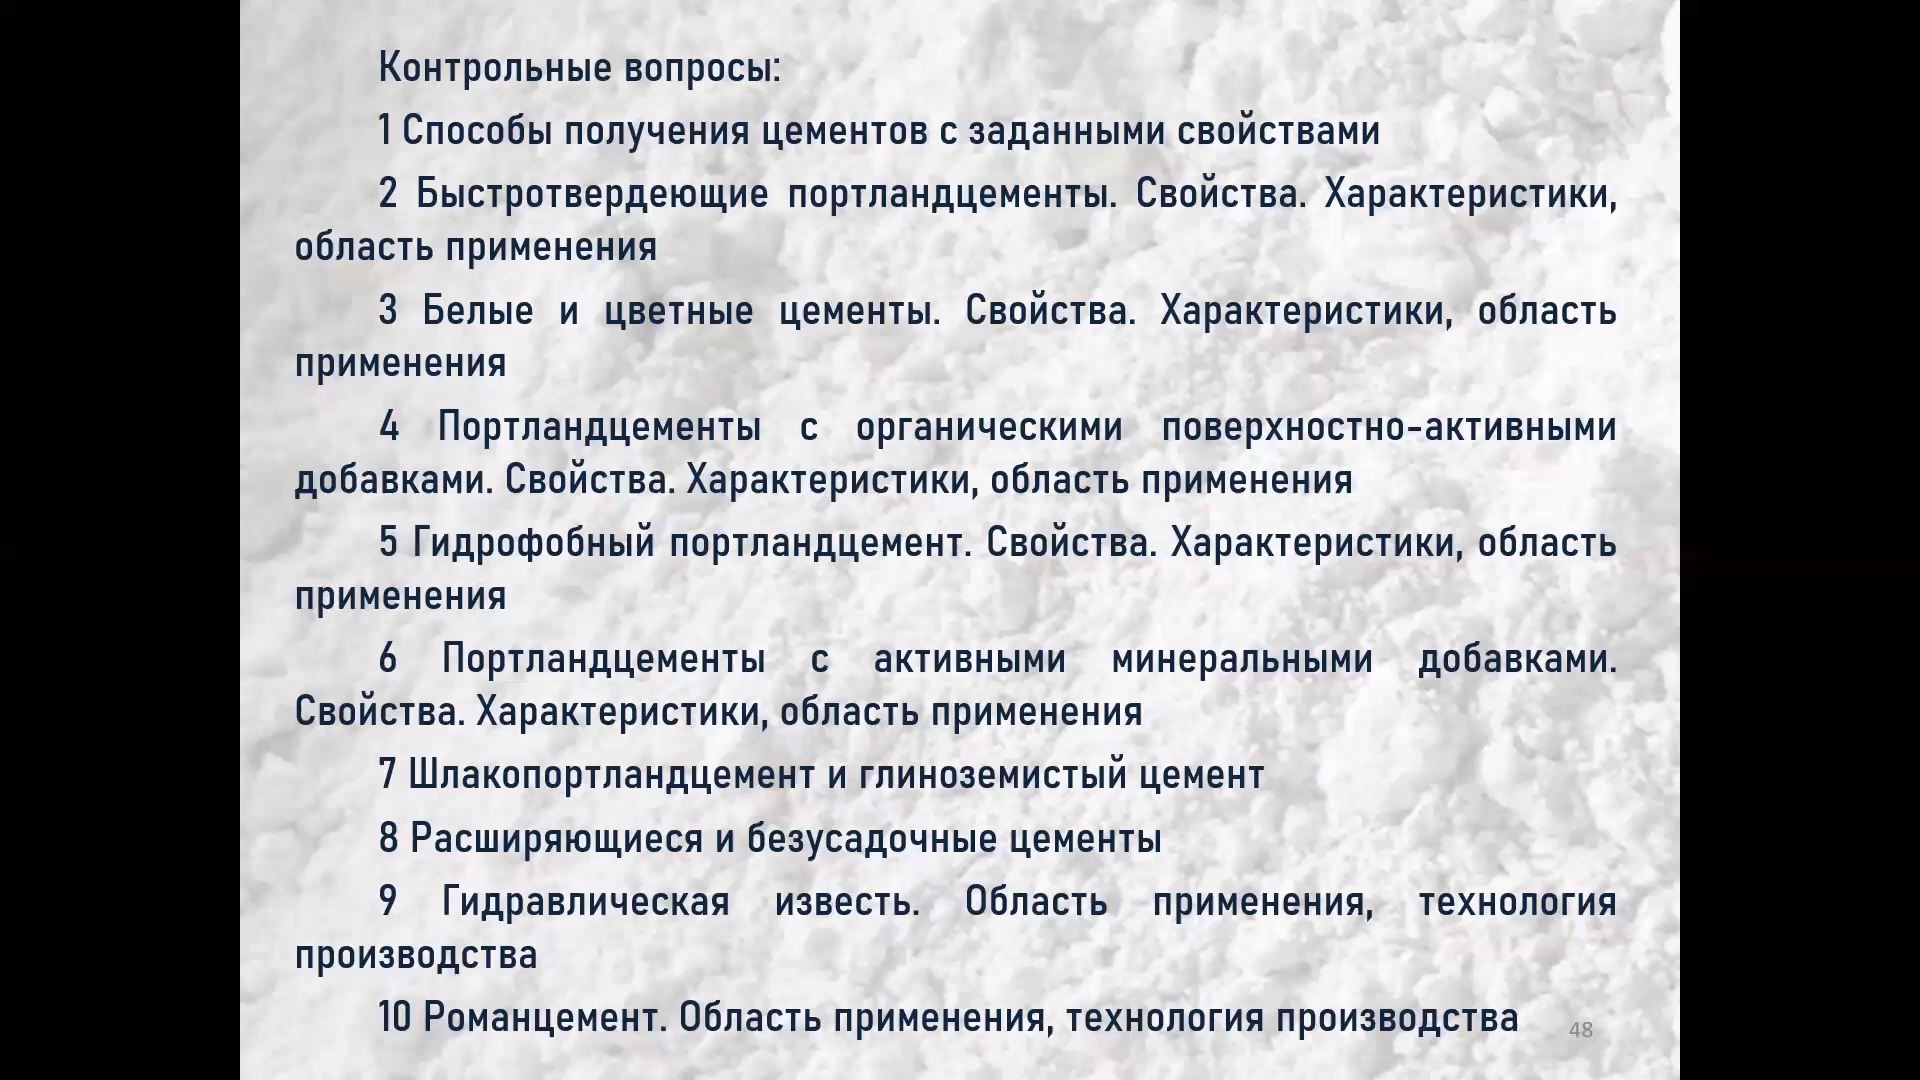 Контрольные вопросы:
1 Способы получения цементов с заданными свойствами
2 Быстротвердеющие портландцементы. Свойства. Характеристики,
область применения
3 Белые и цветные цементы. Свойства. Характеристики, область
применения
4 Портландцементы с органическими поверхностно-активными
добавками. Свойства. Характеристики, область применения
5 Гидрофобный портландцемент. Свойства. Характеристики, область
применения
6 Портландцементы с активными минеральными добавками.
Свойства. Характеристики, область применения
7 Шлакопортландцемент и глиноземистый цемент
8 Расширяющиеся и безусадочные цементы
9 Гидравлическая известь. Область применения, технология
производства
10 Романцемент. Область применения, технология производства
48